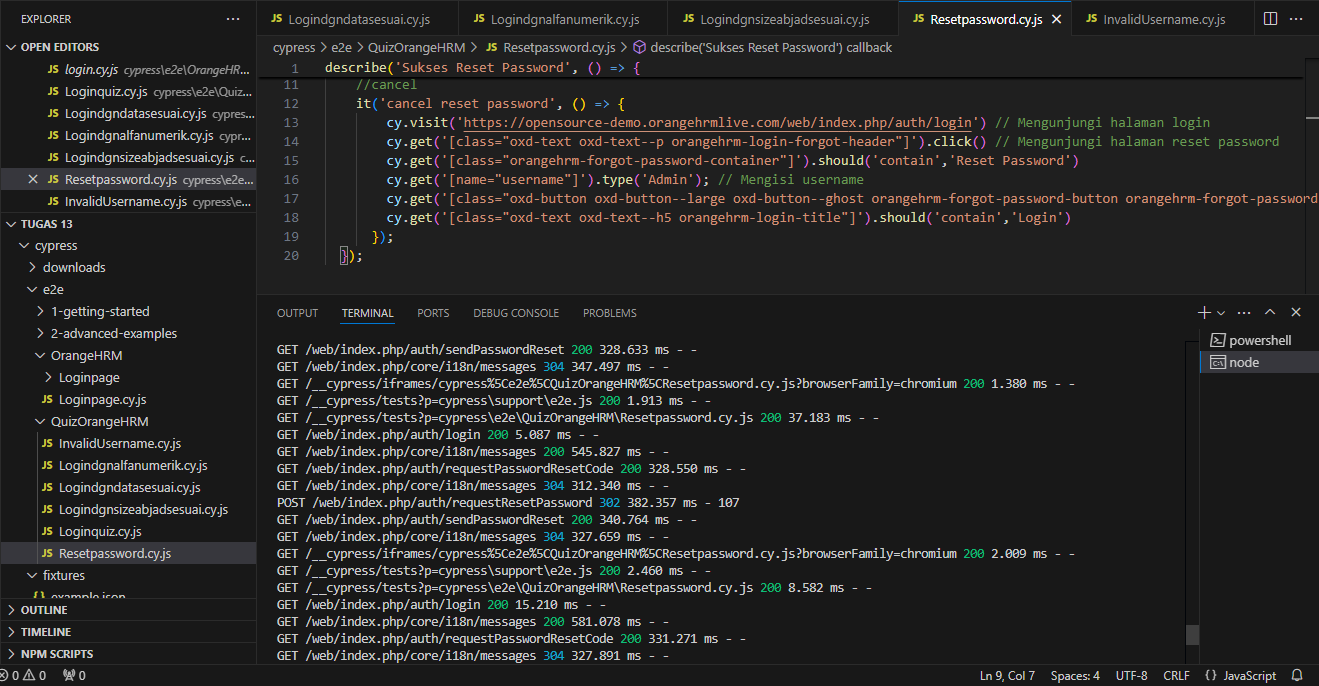 EXPLORER ···
OPEN EDITORS
JS login.cy.js cypress\e2e\OrangeHR...
JS Loginquiz.cy.js cypress\e2e\Quiz...
JS Logindgndatasesuai.cy.js cypres...
JS Logindgnalfanumerik.cy.js cypr...
JS Logindgnsizeabjadsesuai.cy.js c...
JS Resetpassword.cy.js cypress\e2e...
JS InvalidUsername.cy.js cypress\e...
TUGAS 13
cypress
downloads
e2e
1-getting-started
2-advanced-examples
OrangeHRM
Loginpage
JS Loginpage.cy.js
QuizOrangeHRM
JS InvalidUsername.cy.js
JS Logindgnalfanumerik.cy.js
JS Logindgndatasesuai.cy.js
JS Logindgnsizeabjadsesuai.cy.js
JS Loginquiz.cy.js
JS Resetpassword.cy.js
fixtures
{} example.json
OUTLINE
TIMELINE
NPM SCRIPTS
JS Logindgndatasesuai.cy.js JS Logindgnalfanumerik.cy.js JS Logindgnsizeabjadsesuai.cy.js JS Resetpassword.cy.js JS InvalidUsername.cy.js ···
cypress > e2e > QuizOrangeHRM > JS Resetpassword.cy.js > describe('Sukses Reset Password') callback
1 describe('Sukses Reset Password', () => {
11 //cancel
12 it('cancel reset password', () => {
13 cy.visit('https://opensource-demo.orangehrmlive.com/web/index.php/auth/login') // Mengunjungi halaman login
14 cy.get('[class="oxd-text oxd-text--p orangehrm-login-forgot-header"]').click() // Mengunjungi halaman reset password
15 cy.get('[class="orangehrm-forgot-password-container"]').should('contain','Reset Password')
16 cy.get('[name="username"]').type('Admin'); // Mengisi username
17 cy.get('[class="oxd-button oxd-button--large oxd-button--ghost orangehrm-forgot-password-button orangehrm-forgot-password
18 cy.get('[class="oxd-text oxd-text--h5 orangehrm-login-title"]').should('contain','Login')
19 });
20 });
OUTPUT TERMINAL PORTS DEBUG CONSOLE PROBLEMS
powershell
node
GET /web/index.php/auth/sendPasswordReset 200 328.633 ms - -
GET /web/index.php/core/i18n/messages 304 347.497 ms - -
GET /__cypress/iframes/cypress%5Ce2e%5CQuizOrangeHRM%5CResetpassword.cy.js?browserFamily=chromium 200 1.380 ms - -
GET /__cypress/tests?p=cypress\support\e2e.js 200 1.913 ms - -
GET /__cypress/tests?p=cypress\e2e\QuizOrangeHRM\Resetpassword.cy.js 200 37.183 ms - -
GET /web/index.php/auth/login 200 5.087 ms - -
GET /web/index.php/core/i18n/messages 200 545.827 ms - -
GET /web/index.php/auth/requestPasswordResetCode 200 328.550 ms - -
GET /web/index.php/core/i18n/messages 304 312.340 ms - -
POST /web/index.php/auth/requestResetPassword 302 382.357 ms - 107
GET /web/index.php/auth/sendPasswordReset 200 340.764 ms - -
GET /web/index.php/core/i18n/messages 304 327.659 ms - -
GET /__cypress/iframes/cypress%5Ce2e%5CQuizOrangeHRM%5CResetpassword.cy.js?browserFamily=chromium 200 2.009 ms - -
GET /__cypress/tests?p=cypress\support\e2e.js 200 2.460 ms - -
GET /__cypress/tests?p=cypress\e2e\QuizOrangeHRM\Resetpassword.cy.js 200 8.582 ms - -
GET /web/index.php/auth/login 200 15.210 ms - -
GET /web/index.php/core/i18n/messages 200 581.078 ms - -
GET /web/index.php/auth/requestPasswordResetCode 200 331.271 ms - -
GET /web/index.php/core/i18n/messages 304 327.891 ms - -
0 0 0 Ln 9, Col 7 Spaces: 4 UTF-8 CRLF {} JavaScript